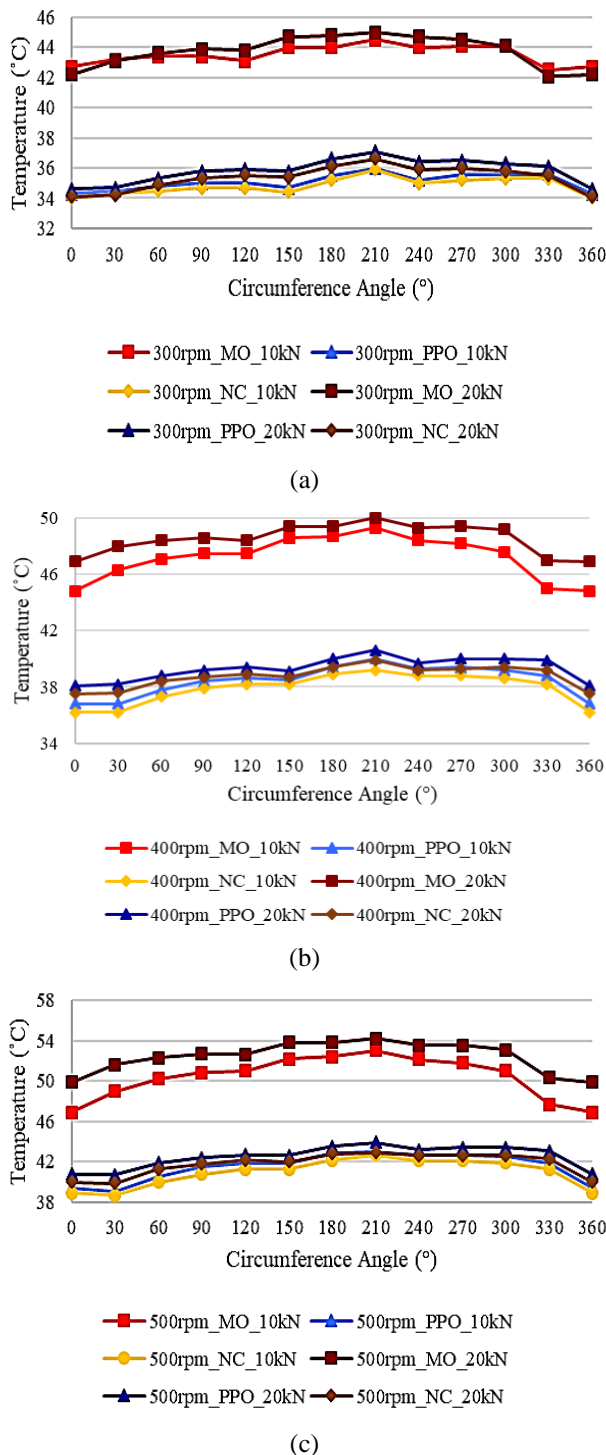 Temperature (˚C)
46
44
42
40
38
36
34
32
0 30 60 90 120 150 180 210 240 270 300 330 360
Circumference Angle (°)
300rpm_MO_10kN 300rpm_PPO_10kN
300rpm_NC_10kN 300rpm_MO_20kN
300rpm_PPO_20kN 300rpm_NC_20kN
(a)
Temperature (˚C)
50
46
42
38
34
0 30 60 90 120 150 180 210 240 270 300 330 360
Circumference Angle (°)
400rpm_MO_10kN 400rpm_PPO_10kN
400rpm_NC_10kN 400rpm_MO_20kN
400rpm_PPO_20kN 400rpm_NC_20kN
(b)
Temperature (˚C)
58
54
50
46
42
38
0 30 60 90 120 150 180 210 240 270 300 330 360
Circumference Angle (°)
500rpm_MO_10kN 500rpm_PPO_10kN
500rpm_NC_10kN 500rpm_MO_20kN
500rpm_PPO_20kN 500rpm_NC_20kN
(c)